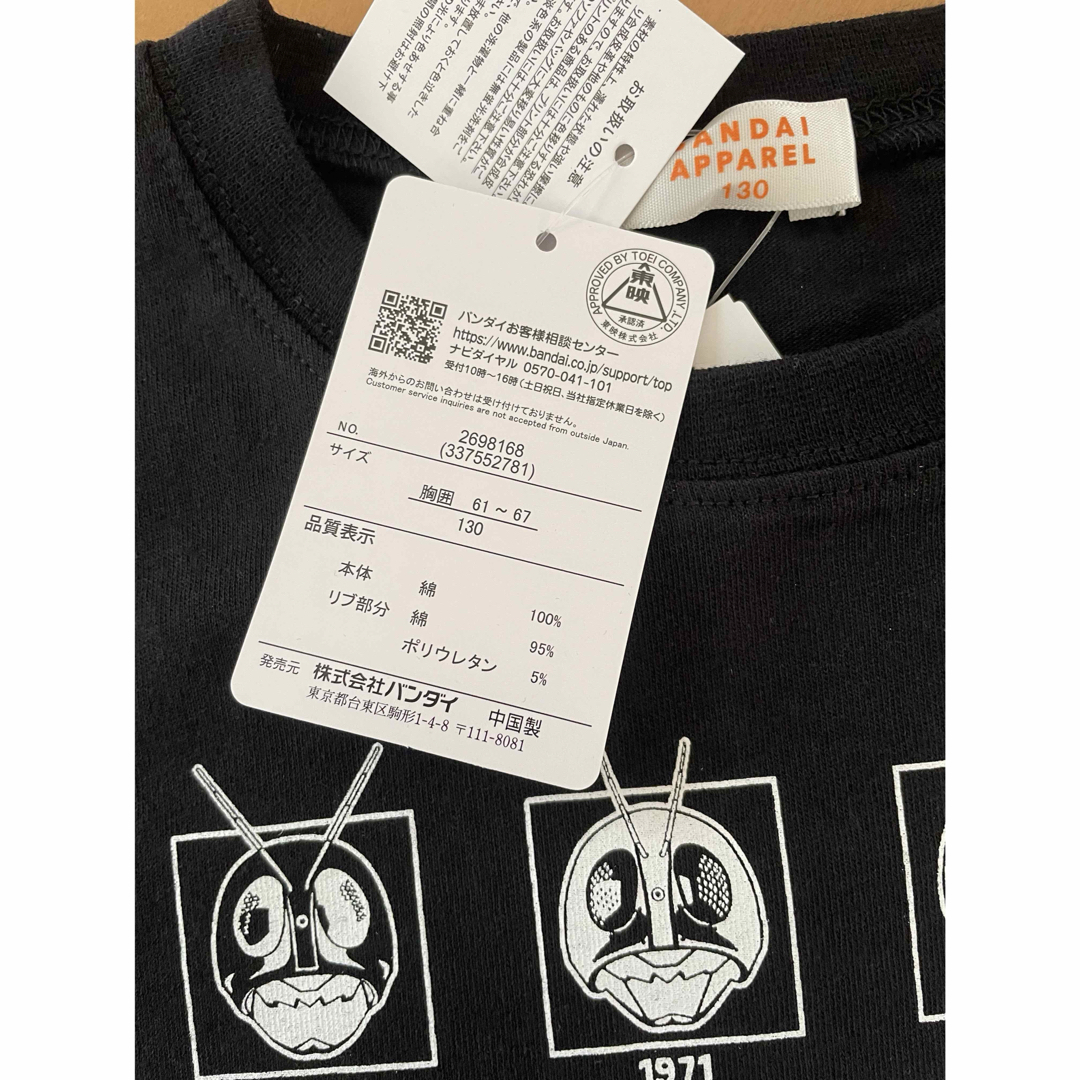 お取扱いの注意
BANDAI
APPAREL
130
APPROVED BY TOEI COMPANY, LTD.
東映
承認済
東映株式会社
バンダイお客様相談センター
https://www.bandai.co.jp/support/top
ナビダイヤル 0570-041-101
受付10時～16時(土日祝日、当社指定休業日を除く)
海外からのお問い合わせは受け付けておりません。
Customer service inquiries are not accepted from outside Japan.
NO. 2698168
(337552781)
サイズ
胸囲 61 ～ 67
130
品質表示
本体 綿 100%
リブ部分 綿 95%
ポリウレタン 5%
発売元 株式会社バンダイ 中国製
東京都台東区駒形1-4-8 〒111-8081
1971